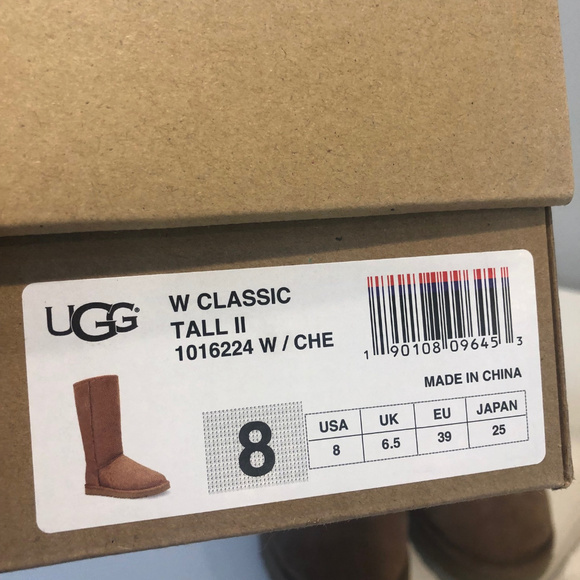 UGG
W CLASSIC
TALL II
1016224 W / CHE
1 90108 09645 3
MADE IN CHINA
8
USA UK EU JAPAN
8 6.5 39 25